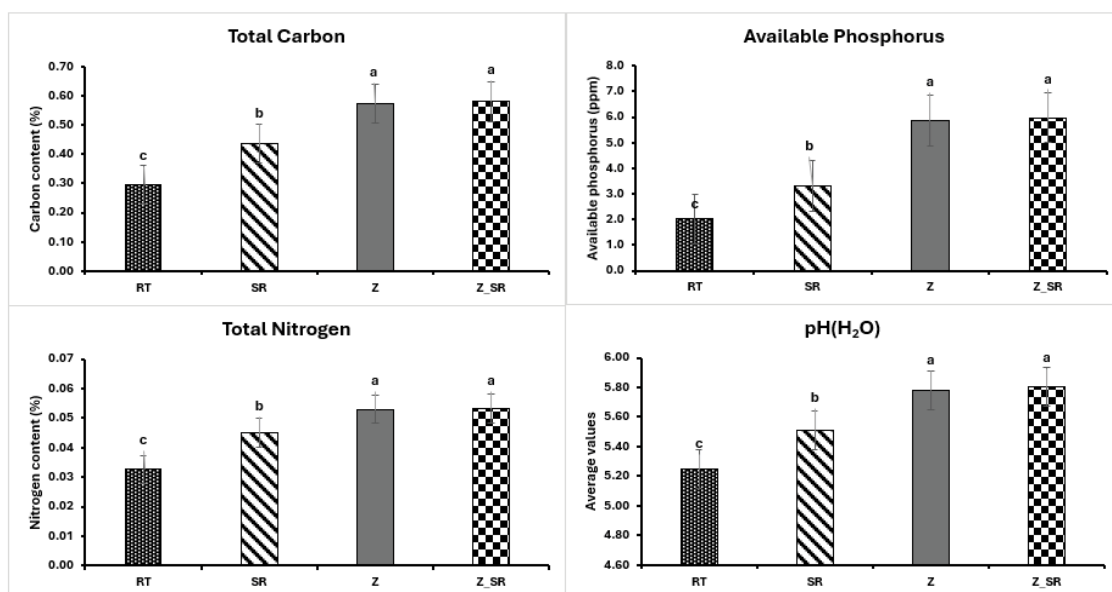 Total Carbon
Carbon content (%)
0.70
0.60
0.50
0.40
0.30
0.20
0.10
0.00
c
b
a
a
RT SR Z Z_SR
Available Phosphorus
Available phosphorus (ppm)
8.0
7.0
6.0
5.0
4.0
3.0
2.0
1.0
0.0
c
b
a
a
RT SR Z Z_SR
Total Nitrogen
Nitrogen content (%)
0.07
0.06
0.05
0.04
0.03
0.02
0.01
0.00
c
b
a
a
RT SR Z Z_SR
pH(H₂O)
Average values
6.00
5.80
5.60
5.40
5.20
5.00
4.80
4.60
c
b
a
a
RT SR Z Z_SR